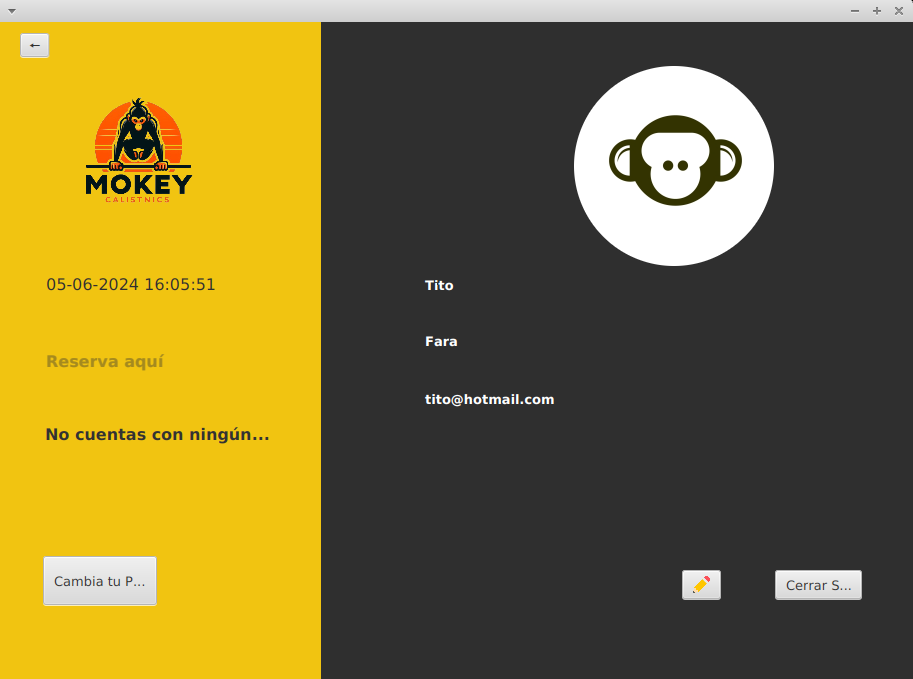 ←
MOKEY
CALISTNICS
05-06-2024 16:05:51
Reserva aquí
No cuentas con ningún...
Cambia tu P...
Tito
Fara
tito@hotmail.com
Cerrar S...